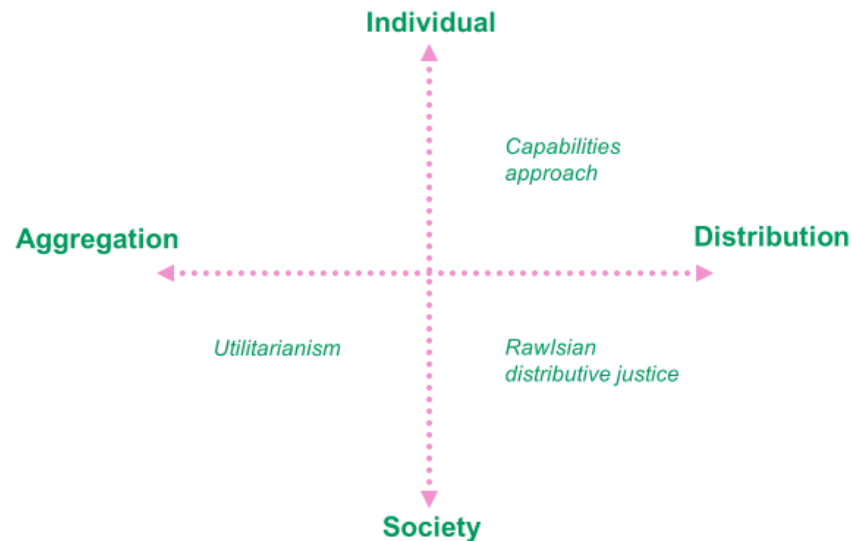 Individual
Capabilities
approach
Aggregation
Distribution
Utilitarianism
Rawlsian
distributive justice
Society